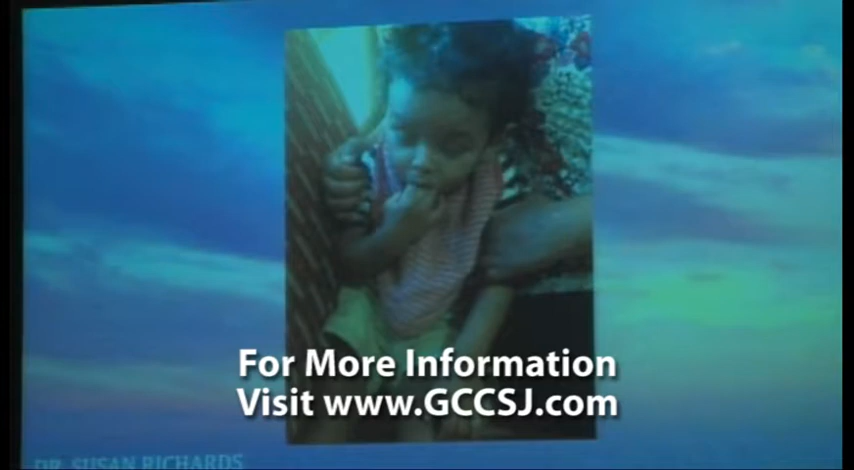 For More Information
Visit www.GCCSJ.com
DR. SUSAN RICHARDS